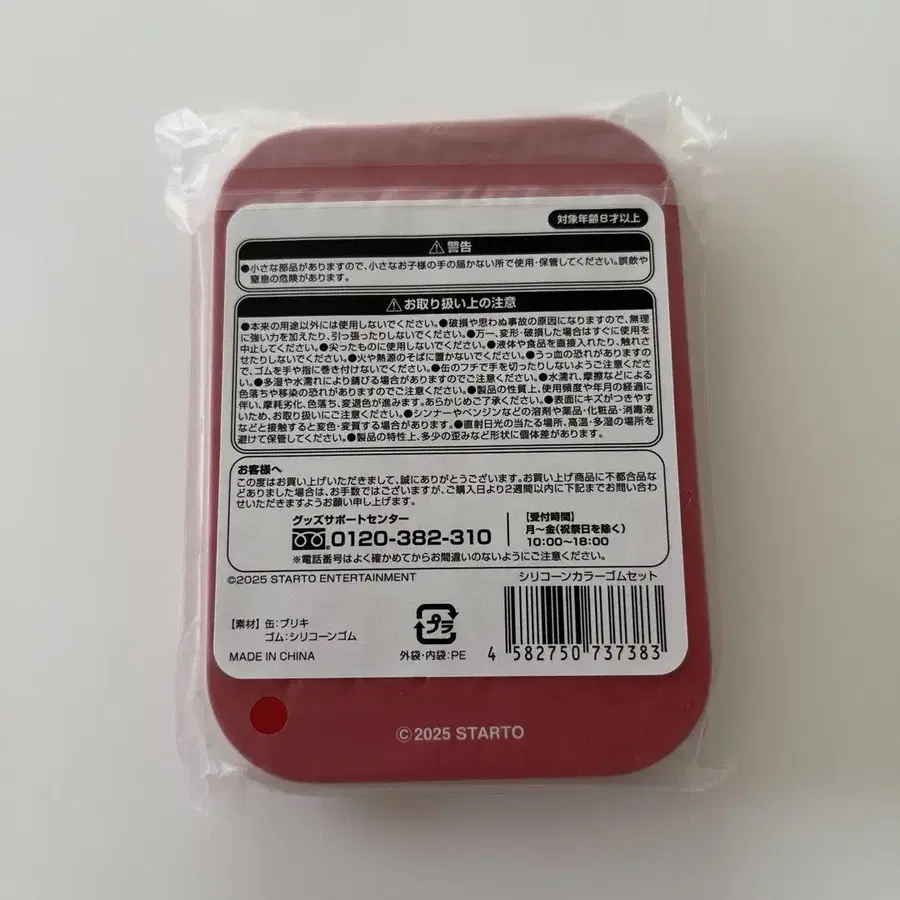 対象年齢8才以上
⚠警告
●小さな部品がありますので、小さなお子様の手の届かない所で使用・保管してください。誤飲や
窒息の危険があります。
⚠お取り扱い上の注意
●本来の用途以外には使用しないでください。●破損や思わぬ事故の原因になりますので、無理
に強い力を加えたり、引っ張ったりしないでください。●万一、変形・破損した場合はすぐに使用を
中止してください。●尖ったものに使用しないでください。●液体や食品を直接入れたり、触れさ
せたりしないでください。●火や熱源のそばに置かないでください。●うっ血の恐れがありますの
で、ゴムを手や指に巻き付けないでください。●缶のフチで手を切ったりしないようご注意くださ
い。●多湿や水濡れにより錆びる場合がありますのでご注意ください。●水濡れ、摩擦などによる
色落ちや移染の恐れがありますのでご注意ください。●製品の性質上、使用頻度や年月の経過に
伴い、摩耗劣化、色落ち、変退色が進みます。あらかじめご了承ください。●表面にキズがつきやす
いため、お取り扱いにご注意ください。●シンナーやベンジンなどの溶剤や薬品・化粧品・消毒液
などと接触すると変色・変質する場合があります。●直射日光の当たる場所、高温・多湿の場所を
避けて保管してください。●製品の特性上、多少の歪みなど形状に個体差があります。
お客様へ
この度はお買い上げいただきまして、誠にありがとうございます。お買い上げ商品に不都合品な
どありました場合は、お手数ではございますが、ご購入日より2週間以内に下記までお問い合わ
せいただきますようお願い申し上げます。
グッズサポートセンター
0120-382-310
【受付時間】
月～金(祝祭日を除く)
10:00～18:00
※電話番号はよく確かめてからお間違いのないようにご注意ください。
©2025 STARTO ENTERTAINMENT
シリコーンカラーゴムセット
【素材】缶:ブリキ
ゴム:シリコーンゴム
MADE IN CHINA
プラ
外袋・内袋:PE
4 582750 737383
©2025 STARTO